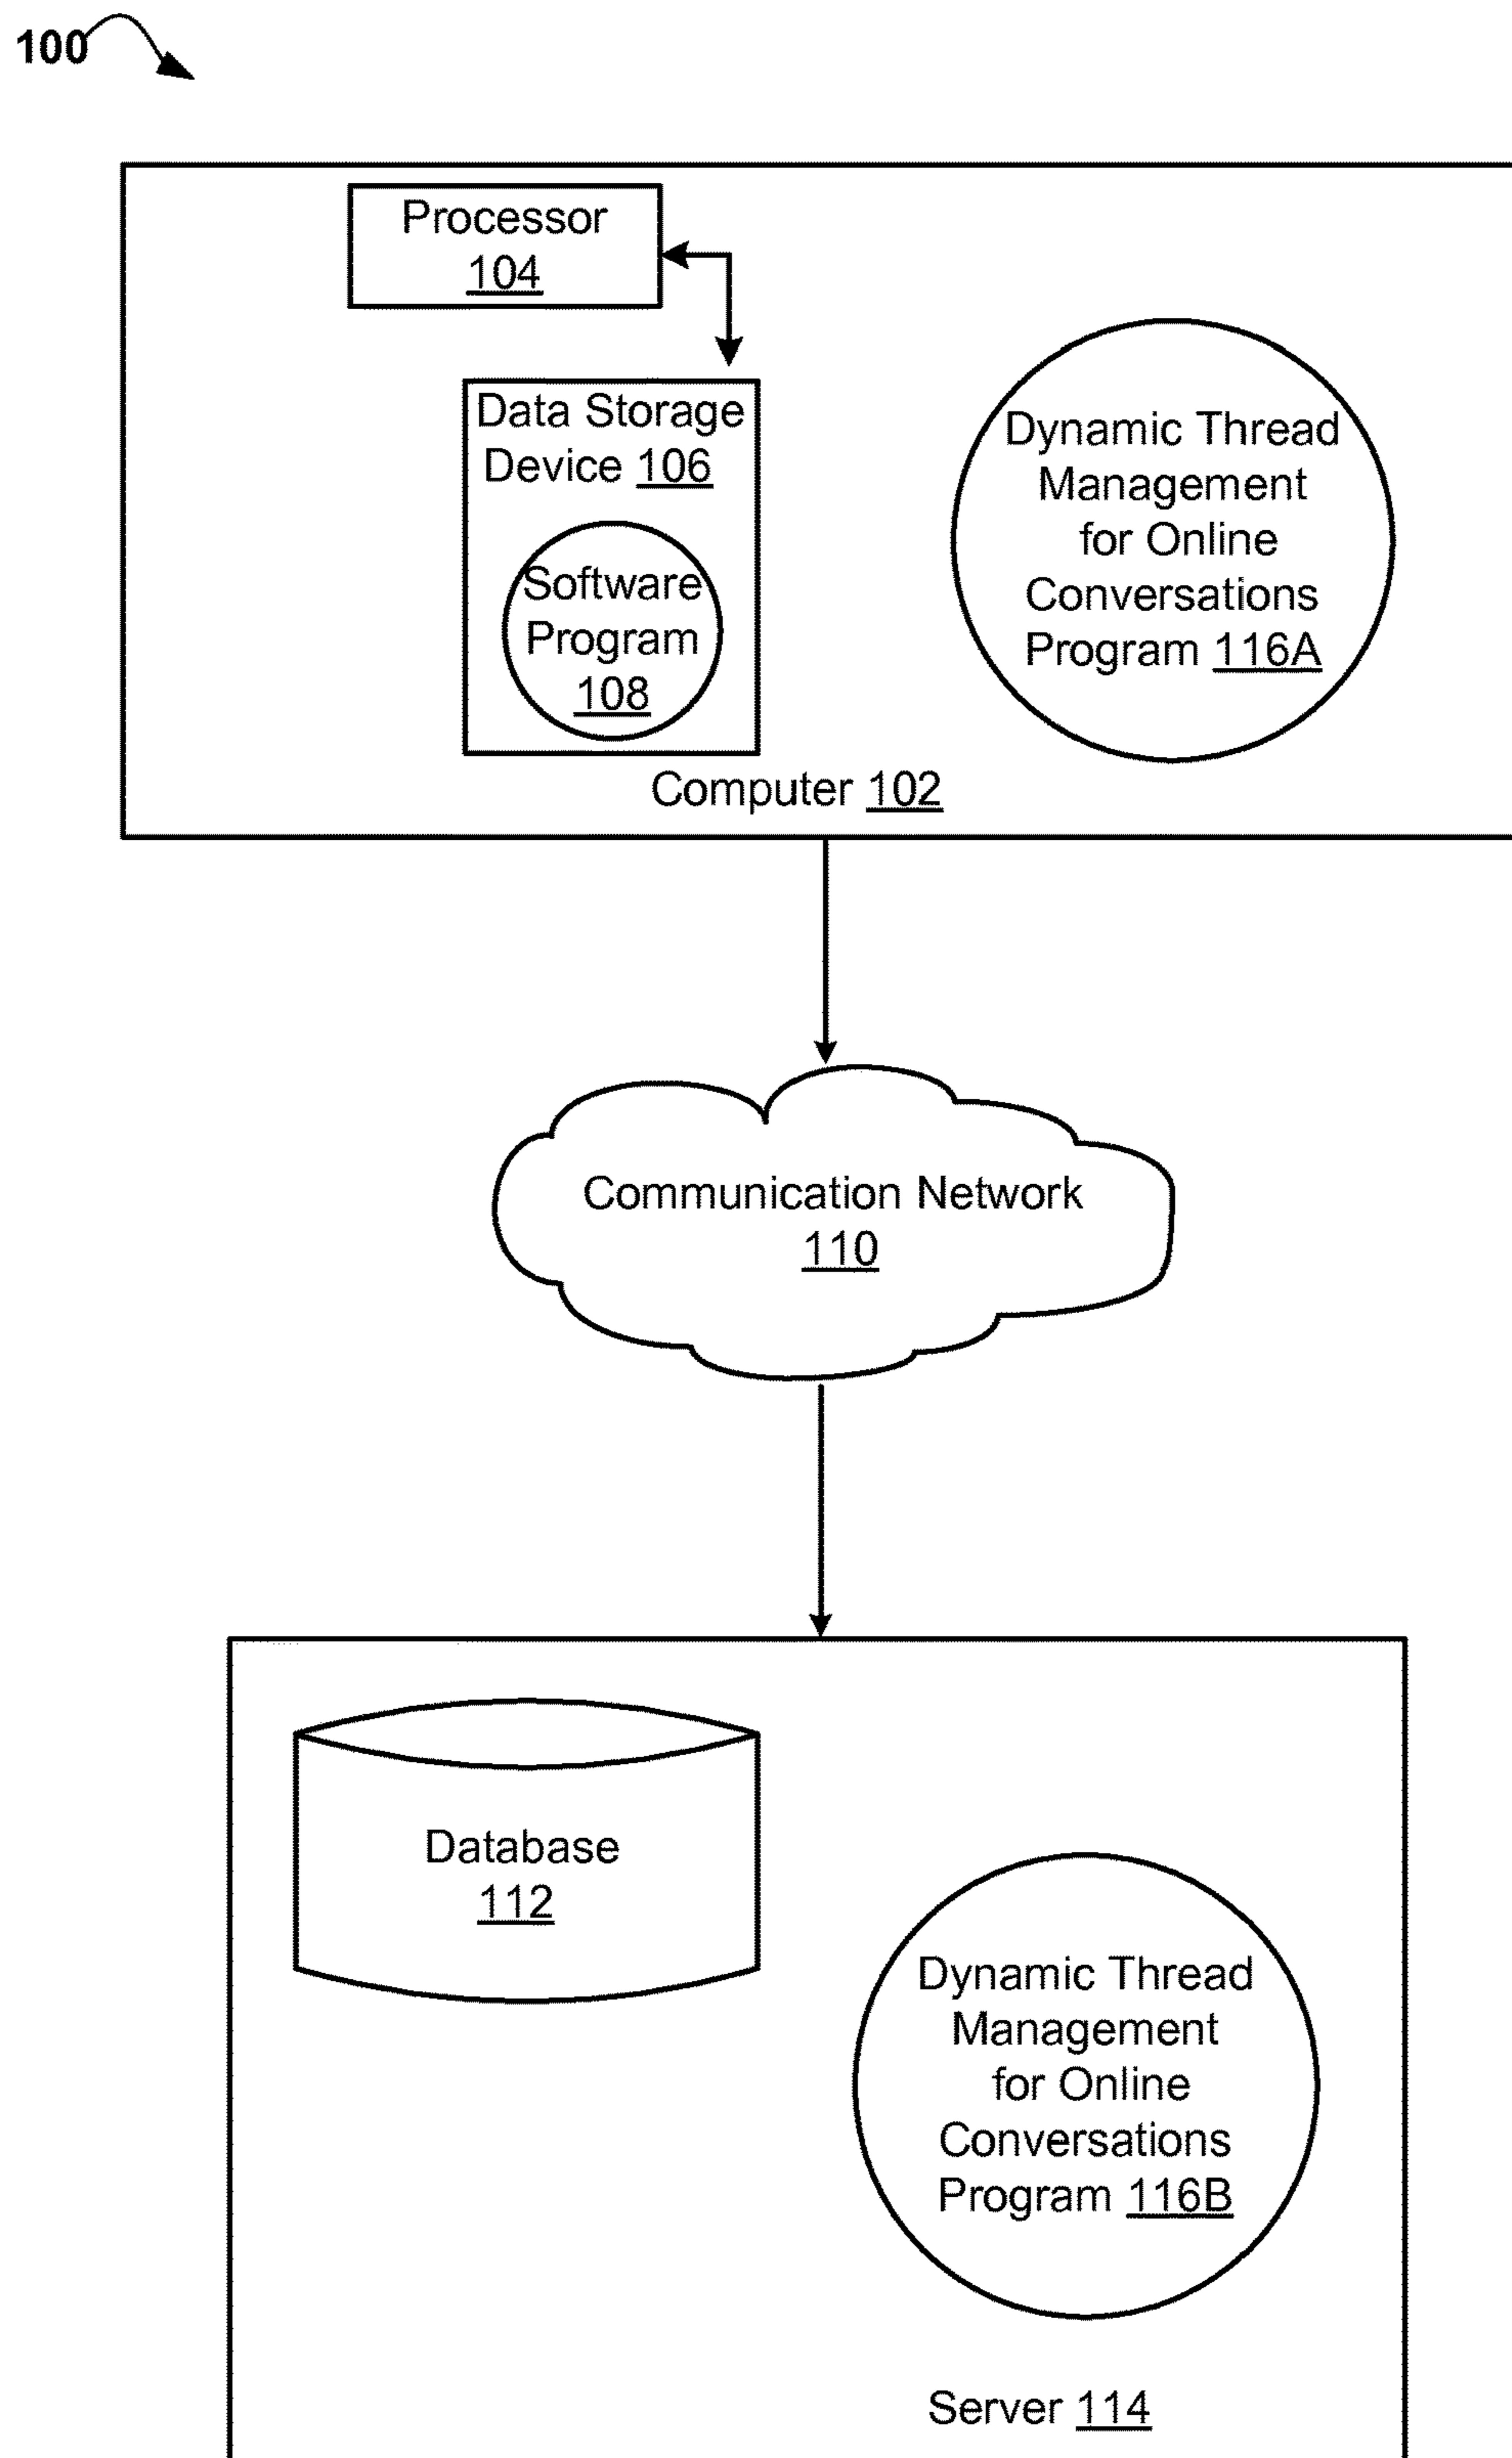 100
Processor
104
Data Storage
Device 106
Software
Program
108
Dynamic Thread
Management
for Online
Conversations
Program 116A
Computer 102
Communication Network
110
Database
112
Dynamic Thread
Management
for Online
Conversations
Program 116B
Server 114